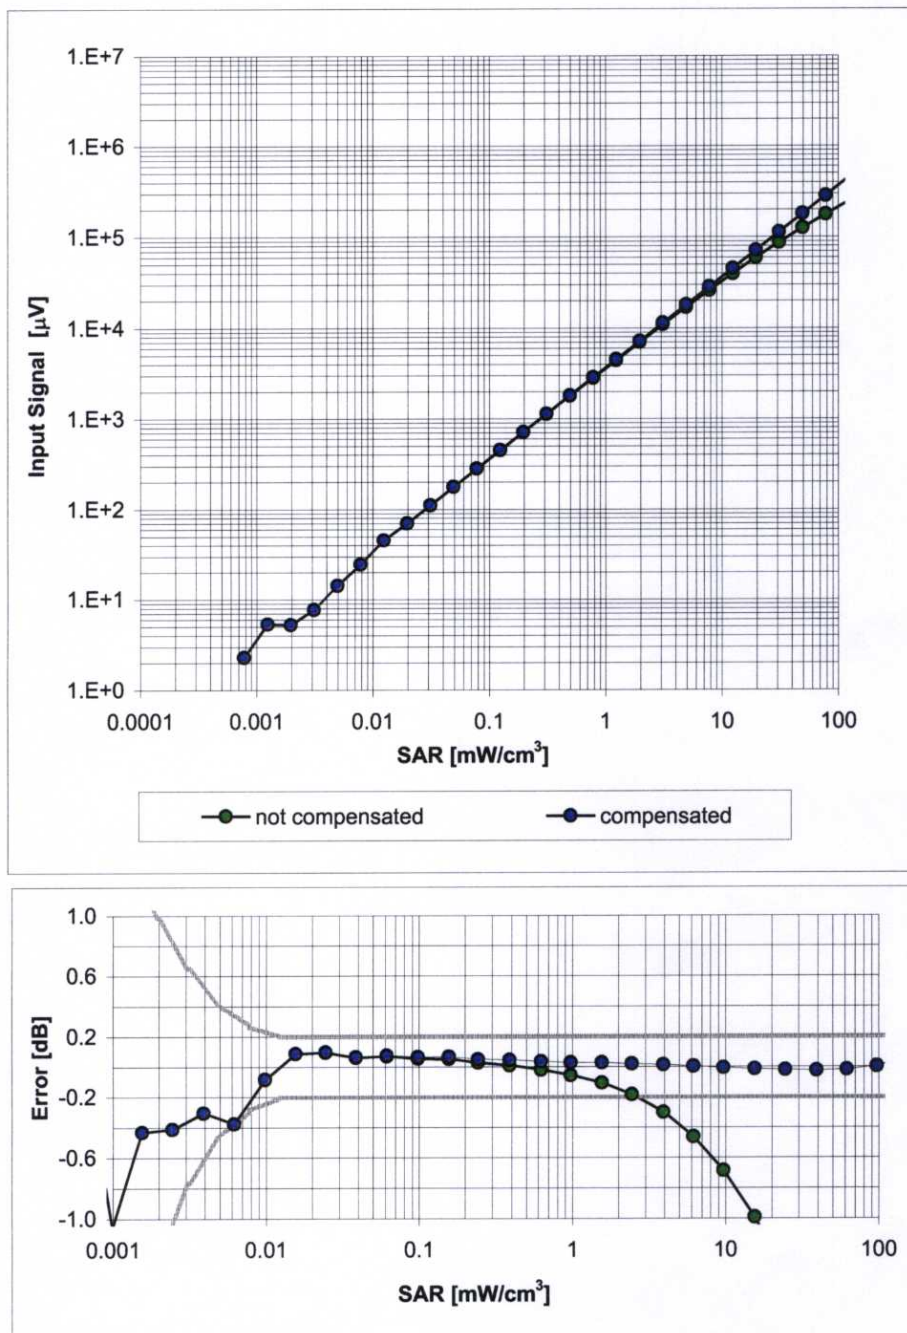 1.E+7
1.E+6
1.E+5
1.E+4
1.E+3
1.E+2
1.E+1
1.E+0
Input Signal [µV]
0.0001 0.001 0.01 0.1 1 10 100
SAR [mW/cm³]
not compensated compensated
1.0
0.6
0.2
-0.2
-0.6
-1.0
Error [dB]
0.001 0.01 0.1 1 10 100
SAR [mW/cm³]